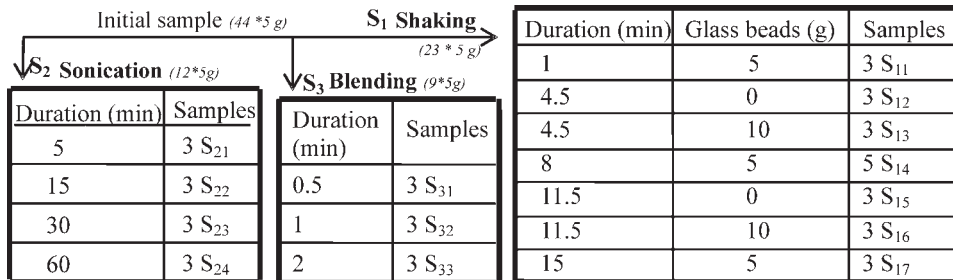 Initial sample (44 *5 g)
S₁ Shaking
(23 * 5 g)
S₂ Sonication (12*5g)
Duration (min) Samples
5 3 S₂₁
15 3 S₂₂
30 3 S₂₃
60 3 S₂₄
S₃ Blending (9*5g)
Duration
(min) Samples
0.5 3 S₃₁
1 3 S₃₂
2 3 S₃₃
Duration (min) Glass beads (g) Samples
1 5 3 S₁₁
4.5 0 3 S₁₂
4.5 10 3 S₁₃
8 5 5 S₁₄
11.5 0 3 S₁₅
11.5 10 3 S₁₆
15 5 3 S₁₇